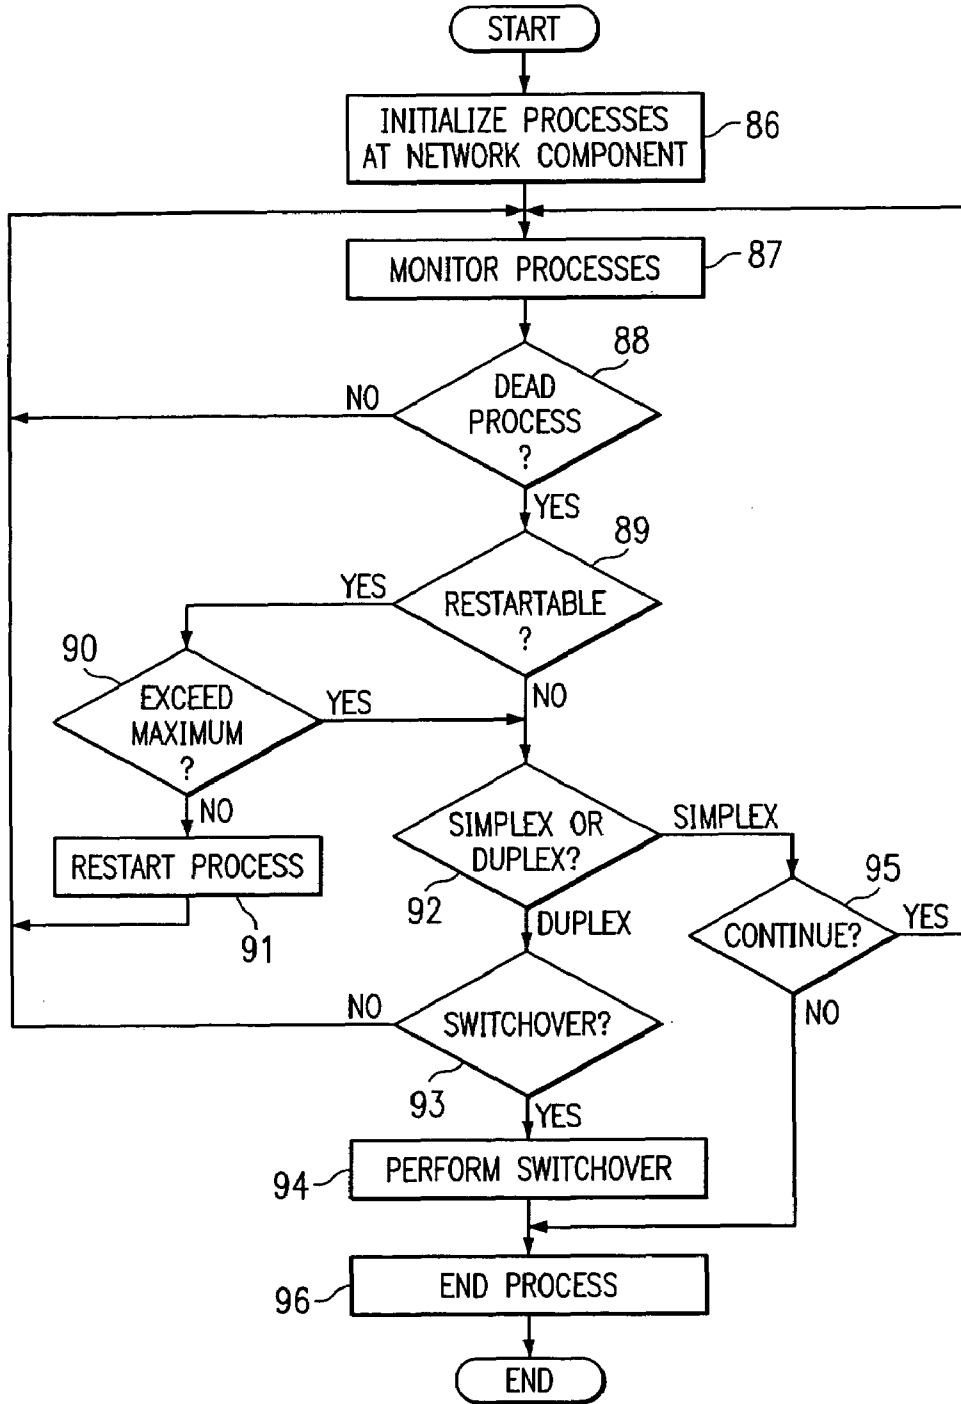 START
INITIALIZE PROCESSES
AT NETWORK COMPONENT
86
MONITOR PROCESSES
87
88
DEAD
PROCESS
?
NO
YES
89
RESTARTABLE
?
YES
NO
90
EXCEED
MAXIMUM
?
YES
NO
RESTART PROCESS
91
SIMPLEX OR
DUPLEX?
92
SIMPLEX
DUPLEX
95
CONTINUE?
YES
NO
SWITCHOVER?
93
NO
YES
PERFORM SWITCHOVER
94
END PROCESS
96
END